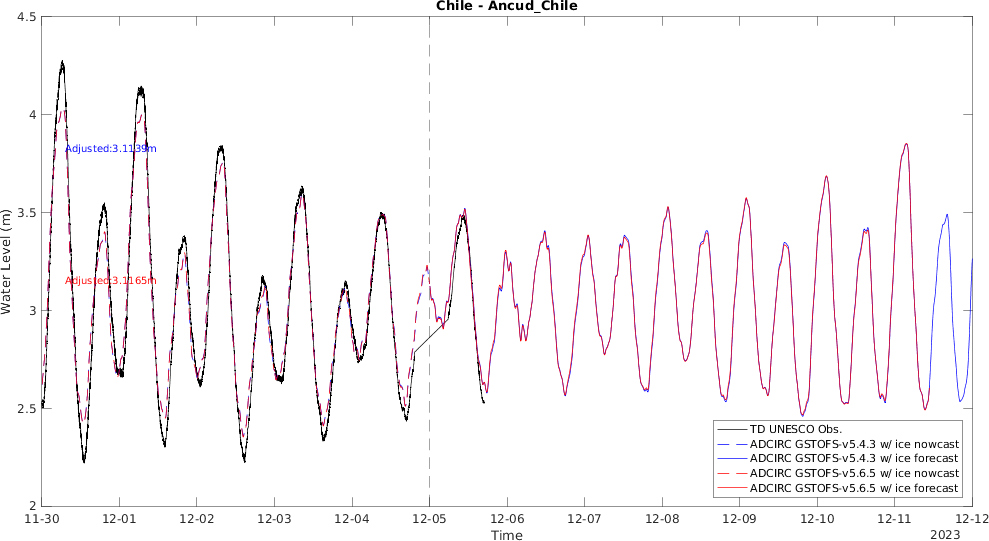 Chile - Ancud_Chile
4.5
4
3.5
3
2.5
2
Water Level (m)
Adjusted:3.1139m
Adjusted:3.1165m
TD UNESCO Obs.
ADCIRC GSTOFS-v5.4.3 w/ ice nowcast
ADCIRC GSTOFS-v5.4.3 w/ ice forecast
ADCIRC GSTOFS-v5.6.5 w/ ice nowcast
ADCIRC GSTOFS-v5.6.5 w/ ice forecast
11-30 12-01 12-02 12-03 12-04 12-05 12-06 12-07 12-08 12-09 12-10 12-11 12-12
Time
2023